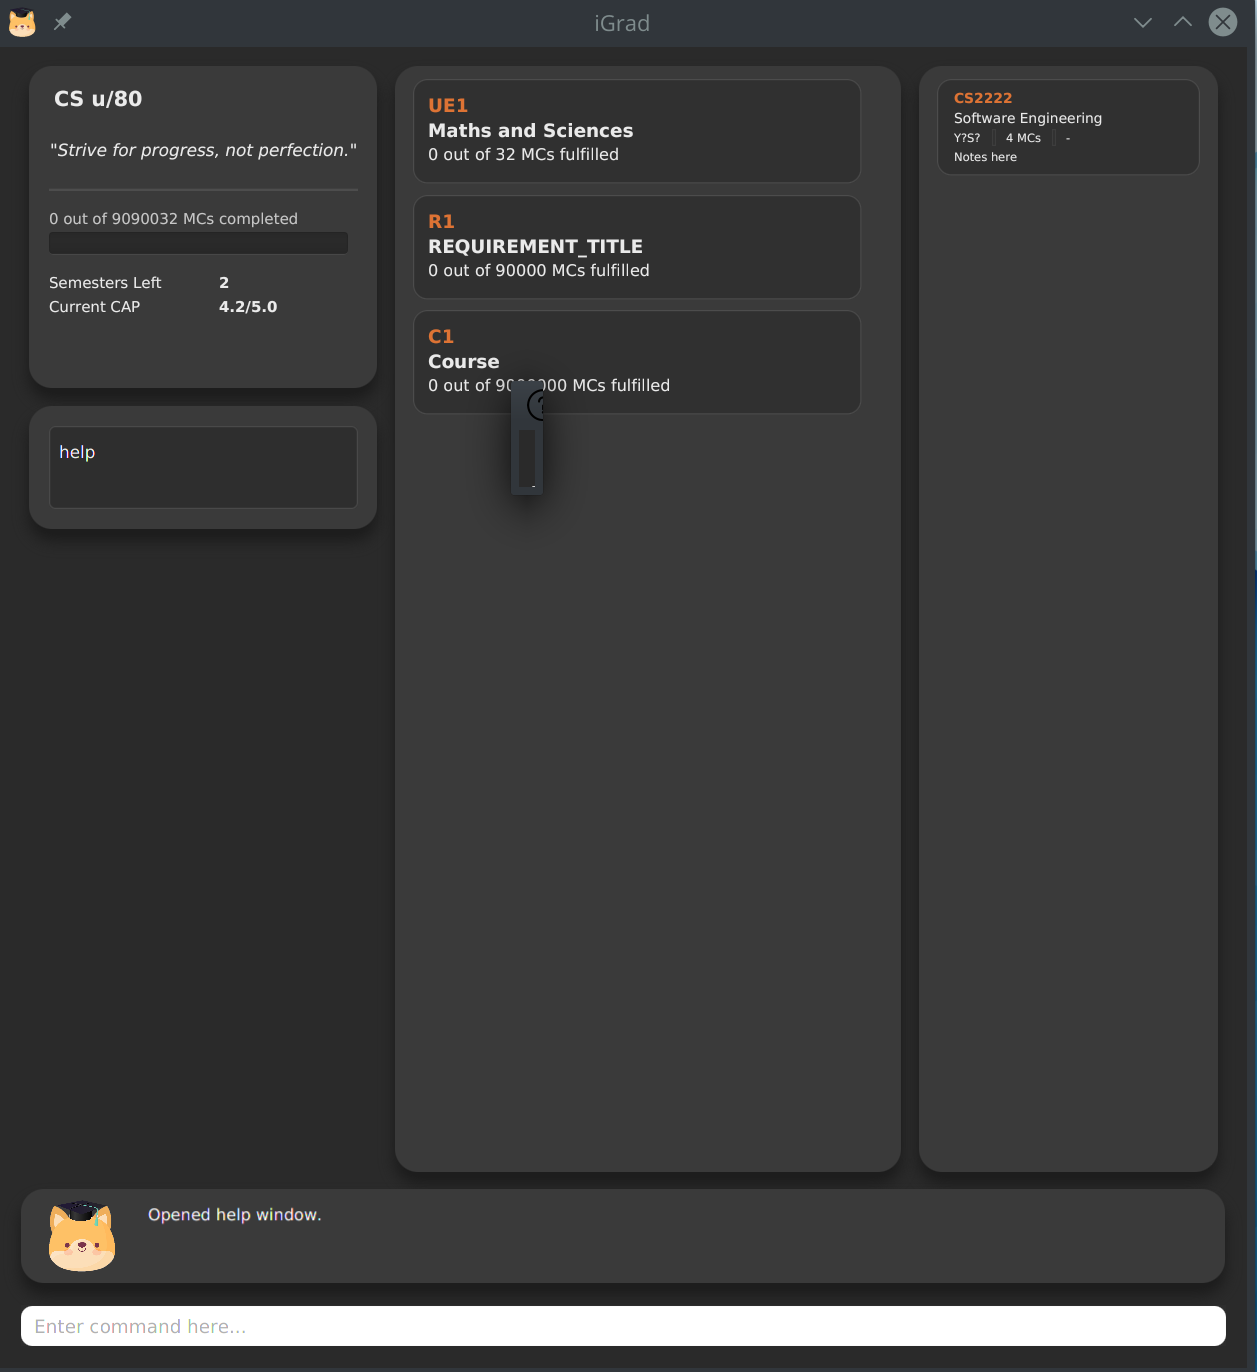 iGrad
CS u/80
"Strive for progress, not perfection."
0 out of 9090032 MCs completed
Semesters Left 2
Current CAP 4.2/5.0
help
UE1
Maths and Sciences
0 out of 32 MCs fulfilled
R1
REQUIREMENT_TITLE
0 out of 90000 MCs fulfilled
C1
Course
0 out of 9000000 MCs fulfilled
CS2222
Software Engineering
Y?S? 4 MCs -
Notes here
Opened help window.
Enter command here...